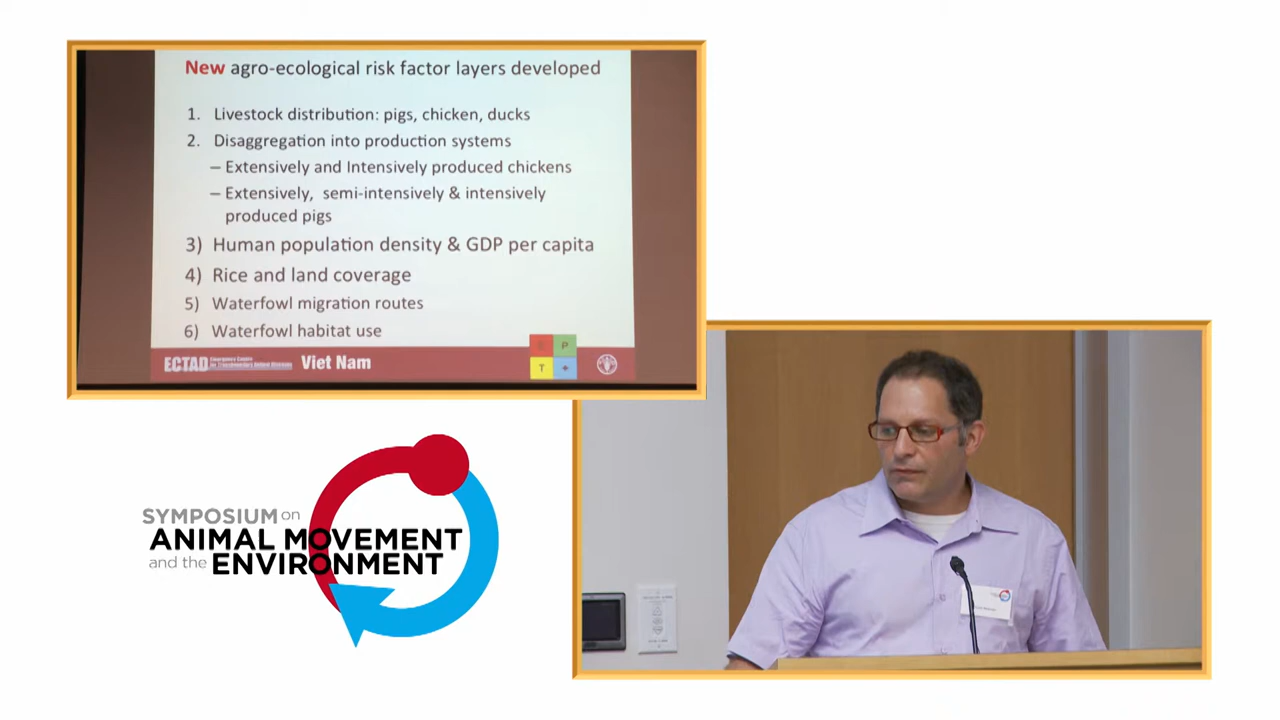 New agro-ecological risk factor layers developed
1. Livestock distribution: pigs, chicken, ducks
2. Disaggregation into production systems
– Extensively and Intensively produced chickens
– Extensively, semi-intensively & intensively
produced pigs
3) Human population density & GDP per capita
4) Rice and land coverage
5) Waterfowl migration routes
6) Waterfowl habitat use
ECTAD Viet Nam
E P
T +
SYMPOSIUM on
ANIMAL MOVEMENT
and the ENVIRONMENT